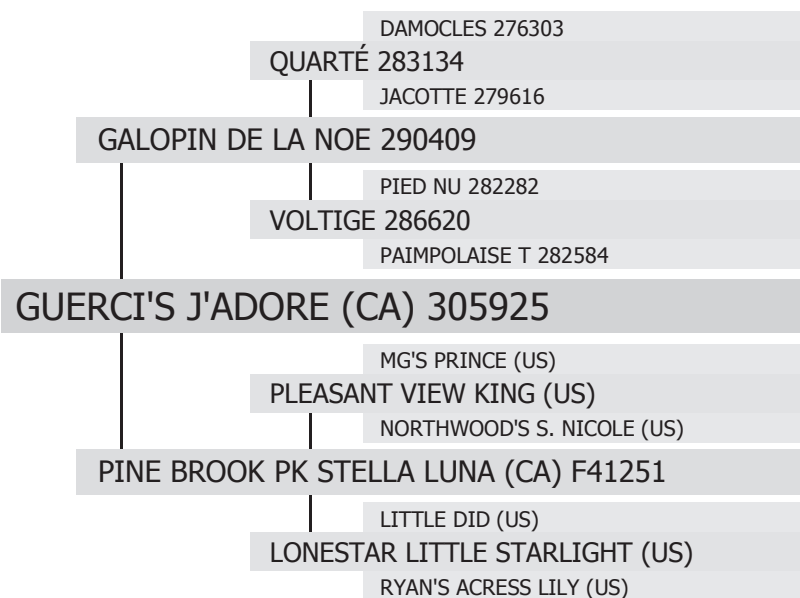 DAMOCLES 276303
QUARTÉ 283134
JACOTTE 279616
GALOPIN DE LA NOE 290409
PIED NU 282282
VOLTIGE 286620
PAIMPOLAISE T 282584
GUERCI'S J'ADORE (CA) 305925
MG'S PRINCE (US)
PLEASANT VIEW KING (US)
NORTHWOOD'S S. NICOLE (US)
PINE BROOK PK STELLA LUNA (CA) F41251
LITTLE DID (US)
LONESTAR LITTLE STARLIGHT (US)
RYAN'S ACRESS LILY (US)